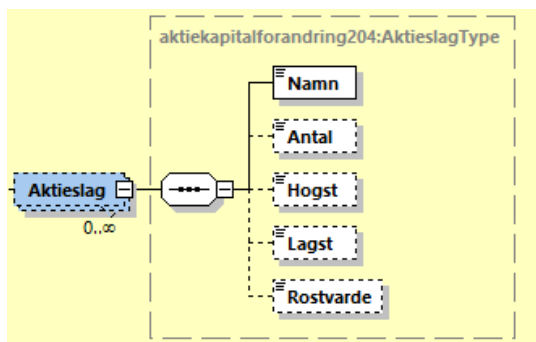 aktiekapitalforandring204:AktieslagType
Namn
Antal
Aktieslag
Hogst
0..∞
Lagst
Rostvarde